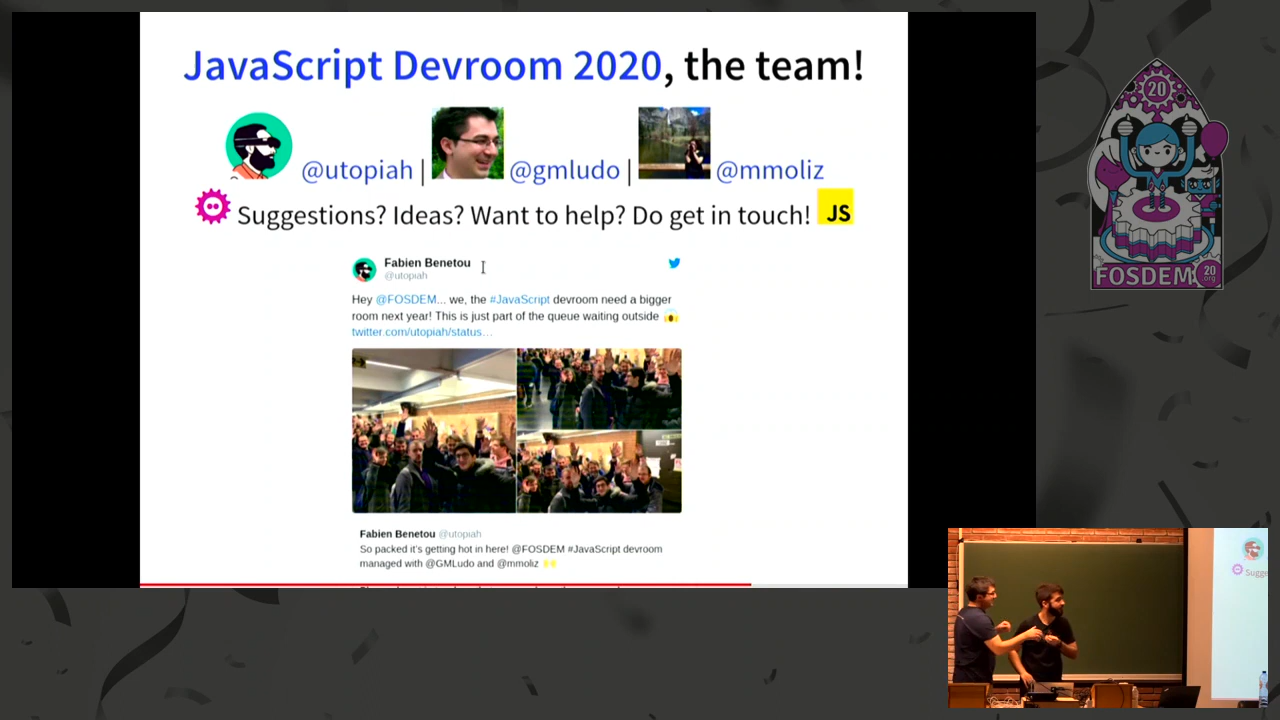 JavaScript Devroom 2020, the team!
@utopiah | @gmludo | @mmoliz
Suggestions? Ideas? Want to help? Do get in touch! JS
Fabien Benetou
@utopiah
Hey @FOSDEM... we, the #JavaScript devroom need a bigger
room next year! This is just part of the queue waiting outside 😱
twitter.com/utopiah/status…
Fabien Benetou @utopiah
So packed it's getting hot in here! @FOSDEM #JavaScript devroom
managed with @GMLudo and @mmoliz 🙌
20
FOSDEM 20
.org
Sugge